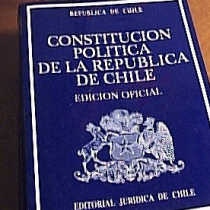 REPUBLICA DE CHILE
CONSTITUCION
POLITICA
DE LA REPUBLICA
DE CHILE
EDICION OFICIAL
EDITORIAL JURIDICA DE CHILE